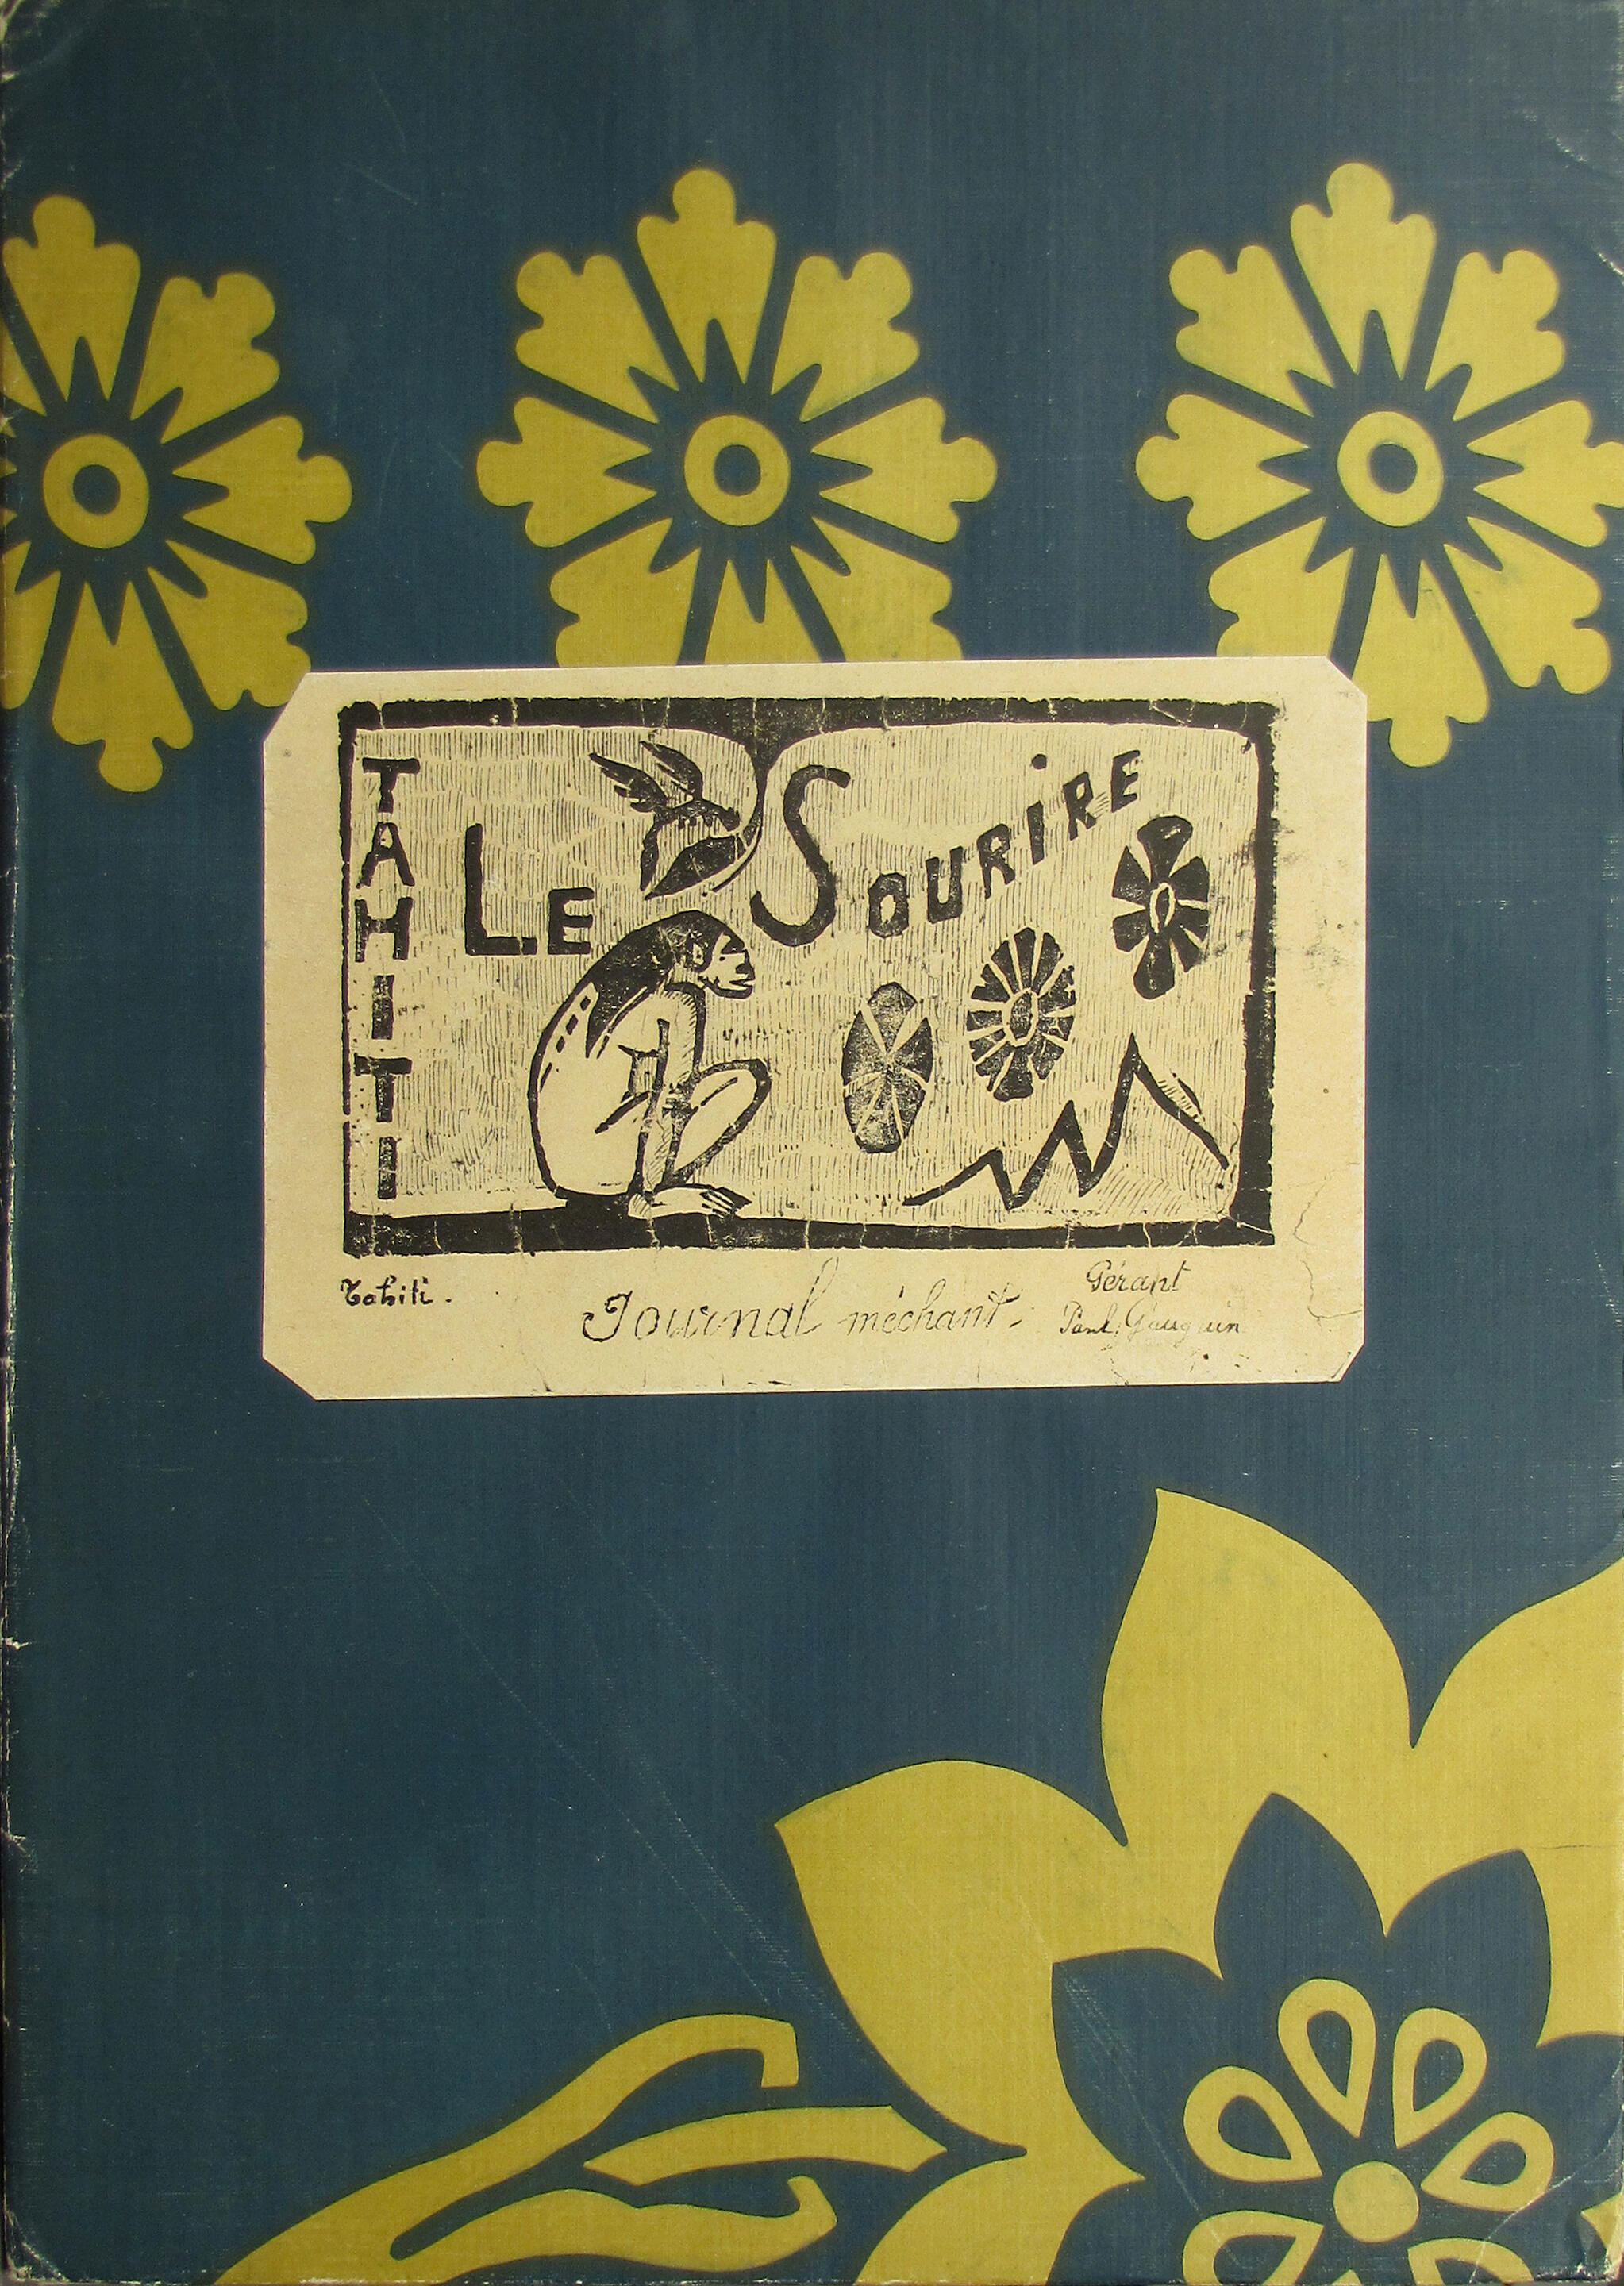 TAHITI
LE SOURIRE
Tahiti.
Journal méchant.
Gérant
Paul Gauguin